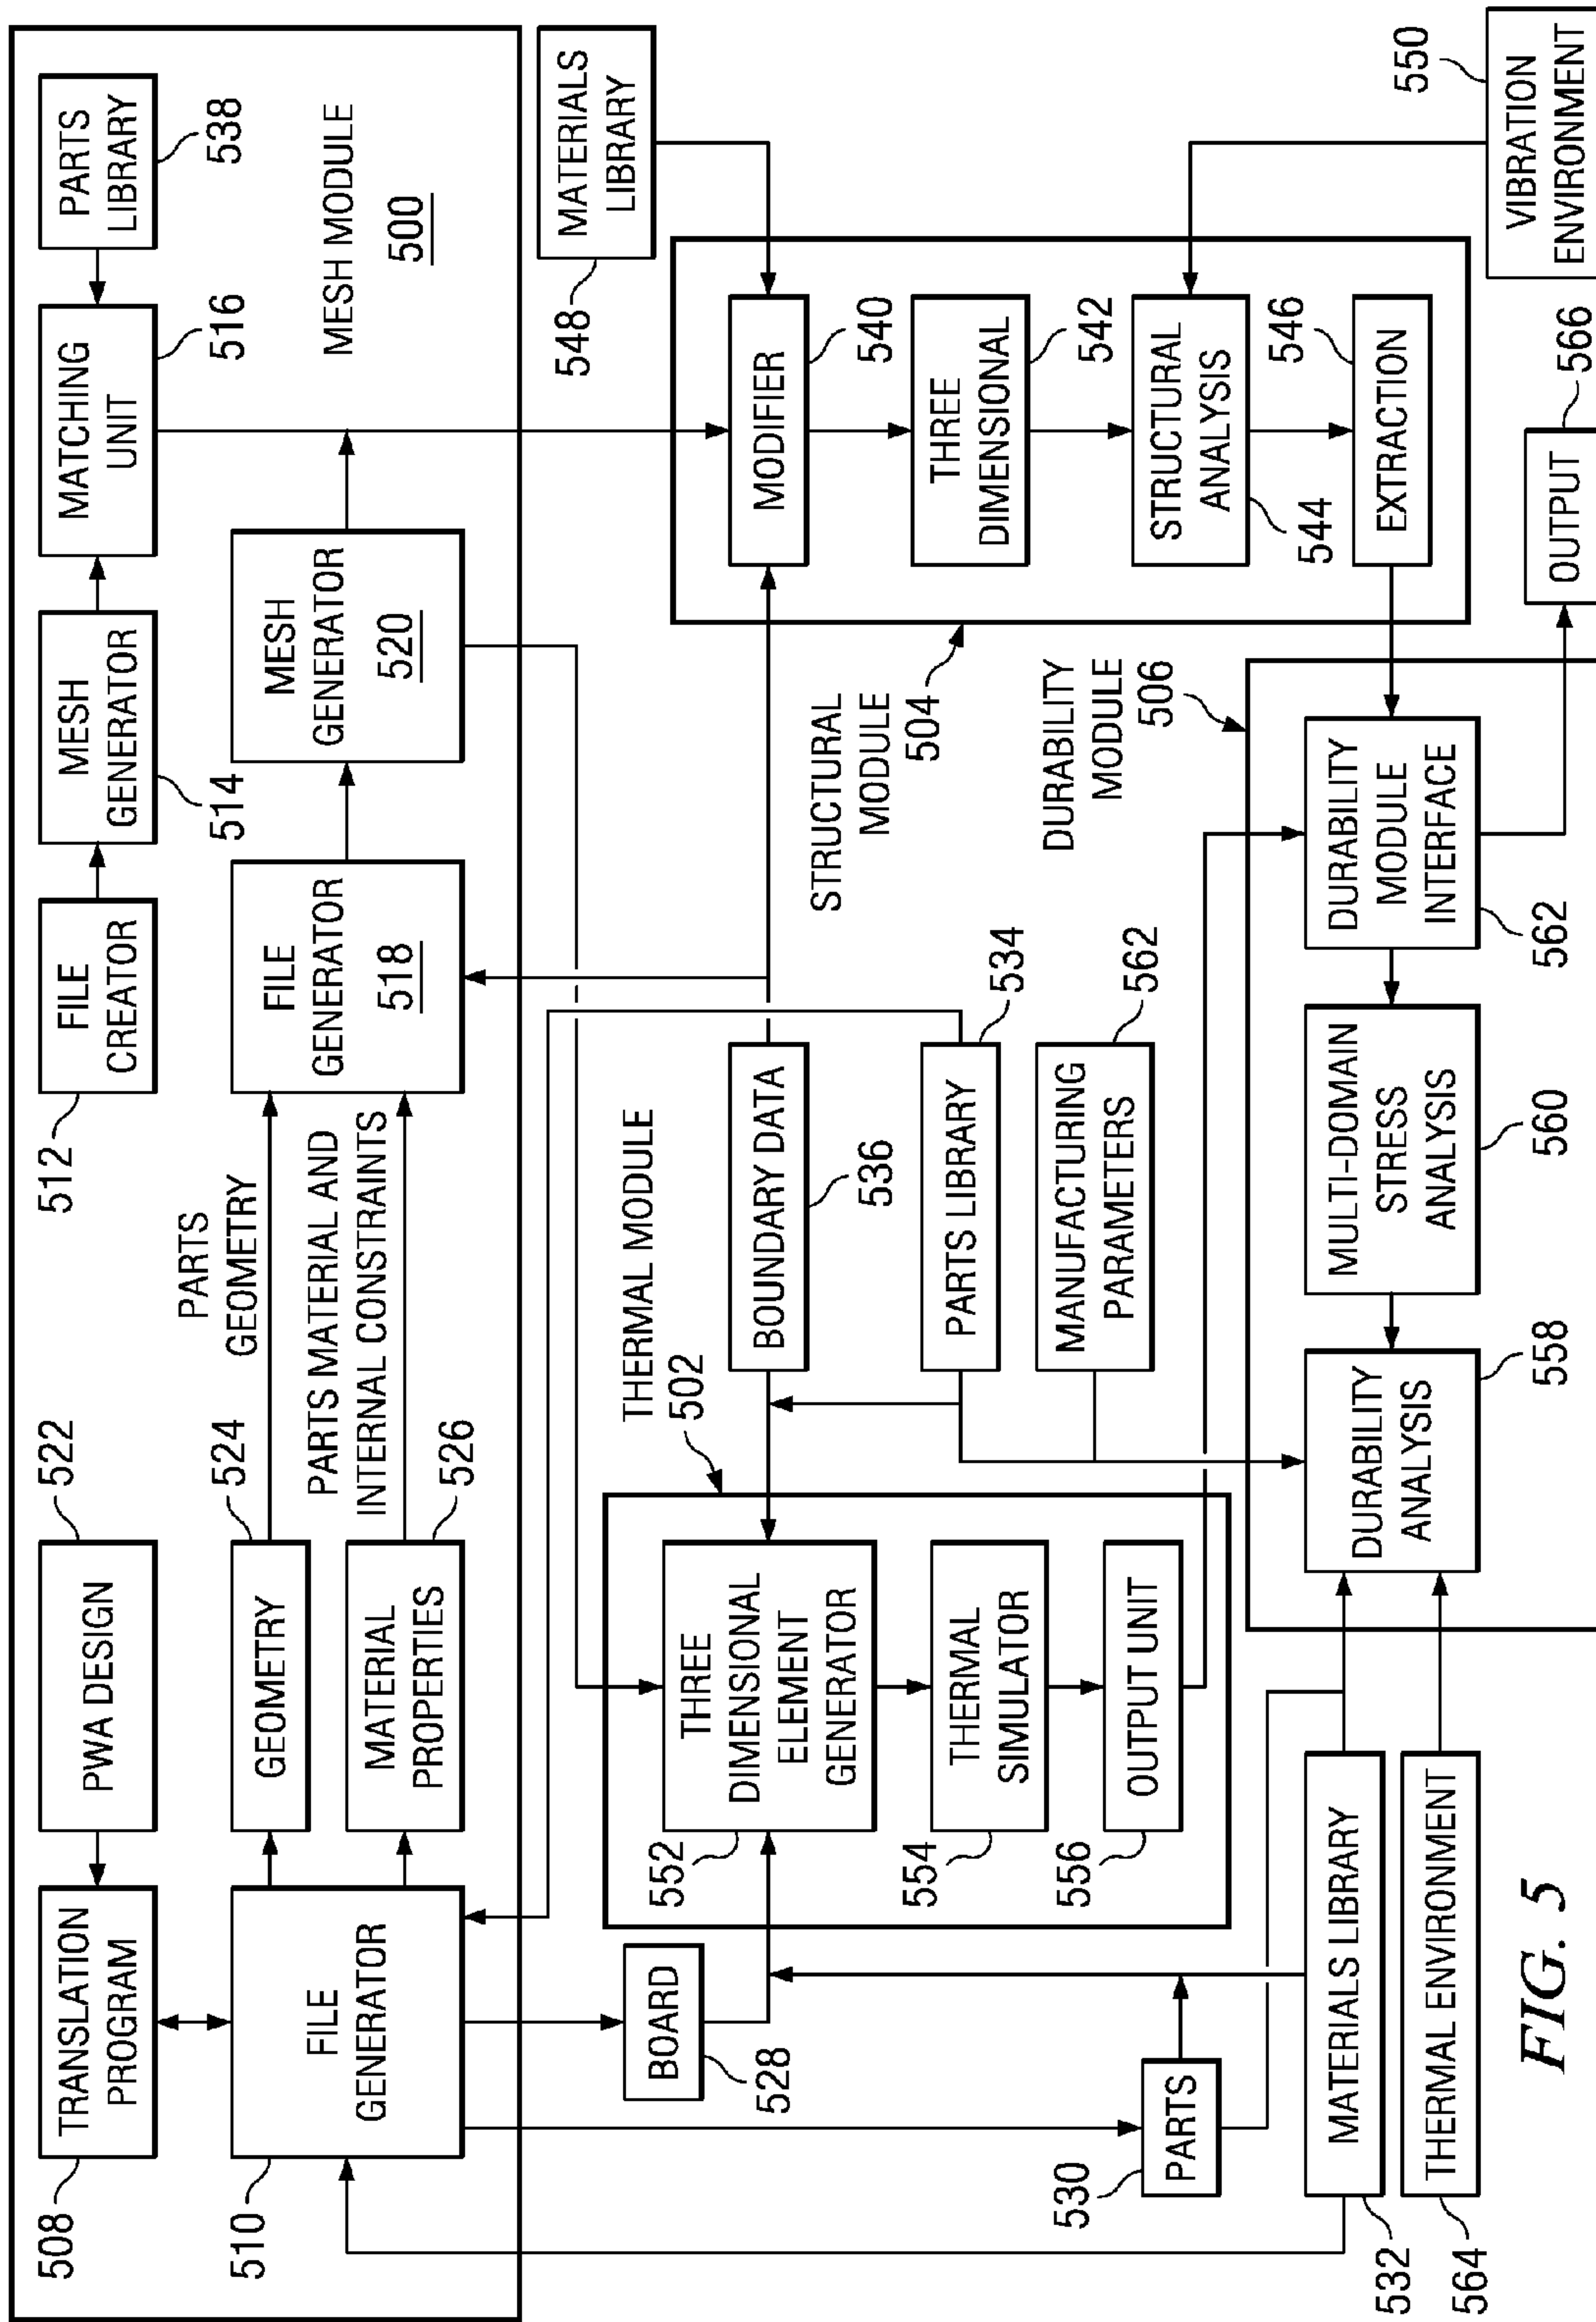 508
TRANSLATION
PROGRAM
PWA DESIGN
522
512
FILE
CREATOR
MESH
GENERATOR
514
MATCHING
UNIT
516
PARTS
LIBRARY
538
510
FILE
GENERATOR
GEOMETRY
524
PARTS
GEOMETRY
MATERIAL
PROPERTIES
526
PARTS MATERIAL AND
INTERNAL CONSTRAINTS
FILE
GENERATOR
518
MESH
GENERATOR
520
MESH MODULE
500
BOARD
528
THERMAL MODULE
502
552
THREE
DIMENSIONAL
ELEMENT
GENERATOR
554
THERMAL
SIMULATOR
556
OUTPUT UNIT
BOUNDARY DATA
536
PARTS LIBRARY
534
MANUFACTURING
PARAMETERS
562
STRUCTURAL
MODULE
504
548
MATERIALS
LIBRARY
MODIFIER
540
THREE
DIMENSIONAL
542
STRUCTURAL
ANALYSIS
544
546
EXTRACTION
VIBRATION
ENVIRONMENT
550
530
PARTS
532
MATERIALS LIBRARY
564
THERMAL ENVIRONMENT
DURABILITY
MODULE
506
DURABILITY
ANALYSIS
558
MULTI-DOMAIN
STRESS
ANALYSIS
560
DURABILITY
MODULE
INTERFACE
562
OUTPUT
566
FIG. 5